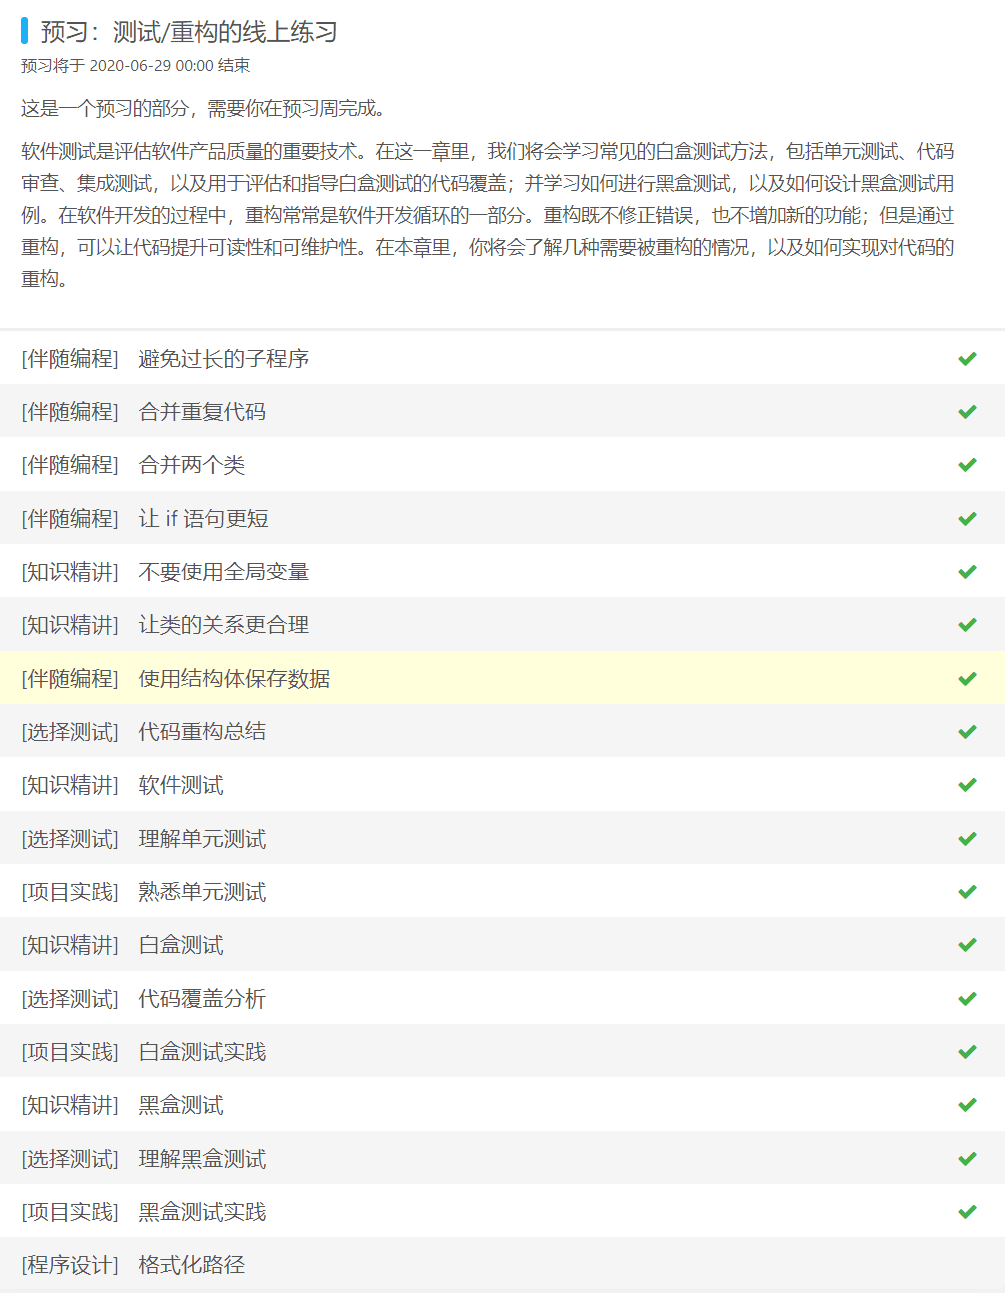 预习：测试/重构的线上练习
预习将于 2020-06-29 00:00 结束
这是一个预习的部分，需要你在预习周完成。
软件测试是评估软件产品质量的重要技术。在这一章里，我们将会学习常见的白盒测试方法，包括单元测试、代码
审查、集成测试，以及用于评估和指导白盒测试的代码覆盖；并学习如何进行黑盒测试，以及如何设计黑盒测试用
例。在软件开发的过程中，重构常常是软件开发循环的一部分。重构既不修正错误，也不增加新的功能；但是通过
重构，可以让代码提升可读性和可维护性。在本章里，你将会了解几种需要被重构的情况，以及如何实现对代码的
重构。
[伴随编程] 避免过长的子程序
[伴随编程] 合并重复代码
[伴随编程] 合并两个类
[伴随编程] 让 if 语句更短
[知识精讲] 不要使用全局变量
[知识精讲] 让类的关系更合理
[伴随编程] 使用结构体保存数据
[选择测试] 代码重构总结
[知识精讲] 软件测试
[选择测试] 理解单元测试
[项目实践] 熟悉单元测试
[知识精讲] 白盒测试
[选择测试] 代码覆盖分析
[项目实践] 白盒测试实践
[知识精讲] 黑盒测试
[选择测试] 理解黑盒测试
[项目实践] 黑盒测试实践
[程序设计] 格式化路径